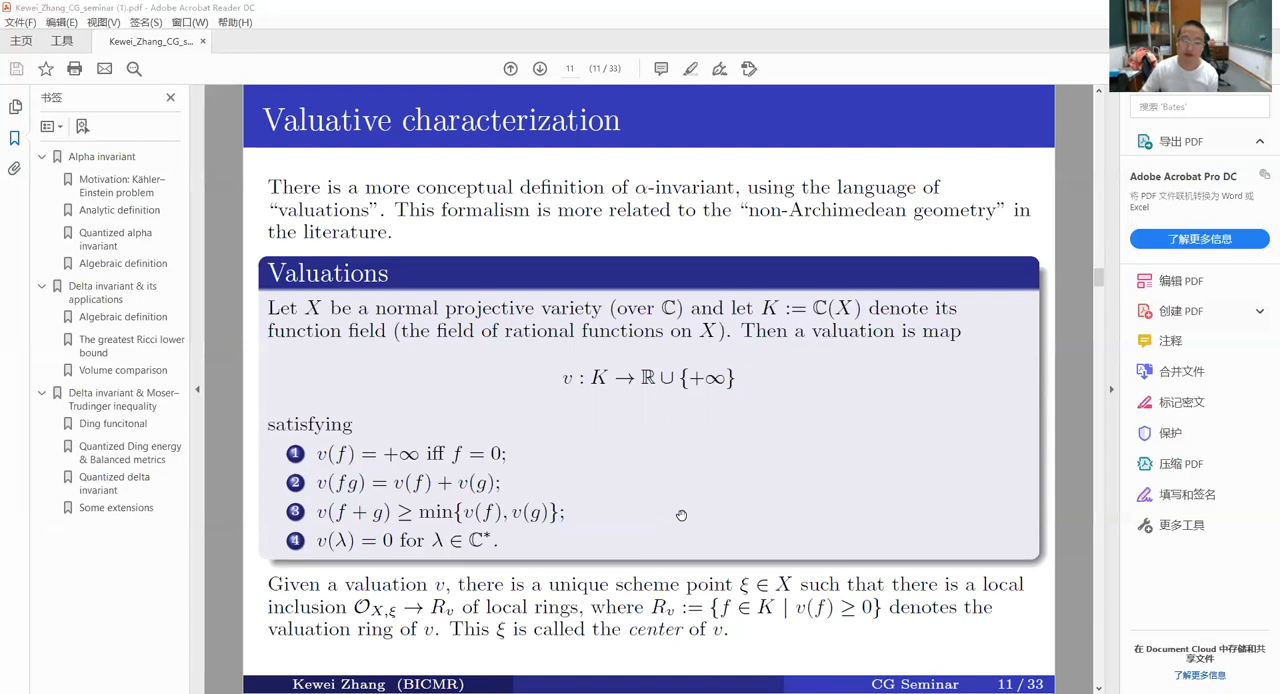 Kewei_Zhang_CG_seminar (1).pdf - Adobe Acrobat Reader DC
文件(F) 编辑(E) 视图(V) 签名(S) 窗口(W) 帮助(H)
主页 工具 Kewei_Zhang_CG_s... ×
11 (11 / 33)
书签
Alpha invariant
Motivation: Kähler–
Einstein problem
Analytic definition
Quantized alpha
invariant
Algebraic definition
Delta invariant & its
applications
Algebraic definition
The greatest Ricci lower
bound
Volume comparison
Delta invariant & Moser–
Trudinger inequality
Ding funcitonal
Quantized Ding energy
& Balanced metrics
Quantized delta
invariant
Some extensions
Valuative characterization
There is a more conceptual definition of α-invariant, using the language of
“valuations”. This formalism is more related to the “non-Archimedean geometry” in
the literature.
Valuations
Let X be a normal projective variety (over ℂ) and let K := ℂ(X) denote its
function field (the field of rational functions on X). Then a valuation is map
v : K → ℝ ∪ {+∞}
satisfying
1 v(f) = +∞ iff f = 0;
2 v(fg) = v(f) + v(g);
3 v(f + g) ≥ min{v(f), v(g)};
4 v(λ) = 0 for λ ∈ ℂ*.
Given a valuation v, there is a unique scheme point ξ ∈ X such that there is a local
inclusion 𝒪X,ξ → Rv of local rings, where Rv := {f ∈ K | v(f) ≥ 0} denotes the
valuation ring of v. This ξ is called the center of v.
Kewei Zhang (BICMR) CG Seminar 11 / 33
搜索 'Bates'
导出 PDF
Adobe Acrobat Pro DC
将 PDF 文件联机转换为 Word 或
Excel
了解更多信息
编辑 PDF
创建 PDF
注释
合并文件
标记密文
保护
压缩 PDF
填写和签名
更多工具
在 Document Cloud 中存储和共
享文件
了解更多信息